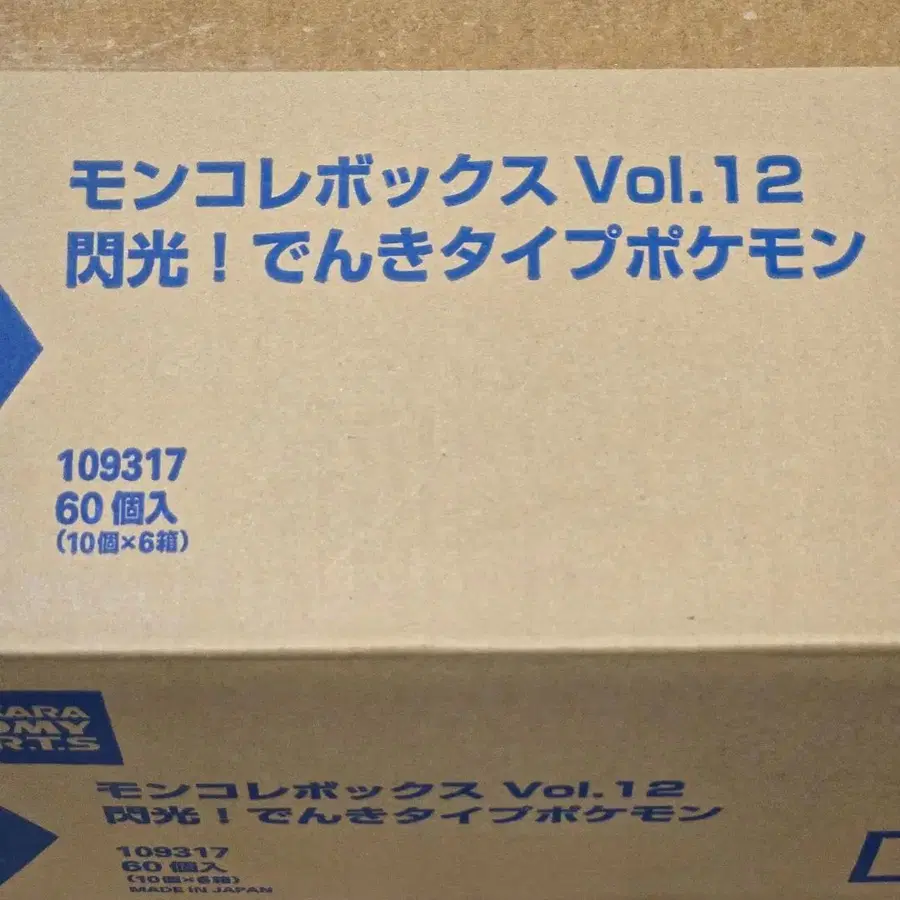 モンコレボックス Vol.12
閃光！でんきタイプポケモン
109317
60個入
(10個×6箱)
KARA
OMY
R.T.S
モンコレボックス Vol.12
閃光！でんきタイプポケモン
109317
60個入
(10個×6箱)
MADE IN JAPAN